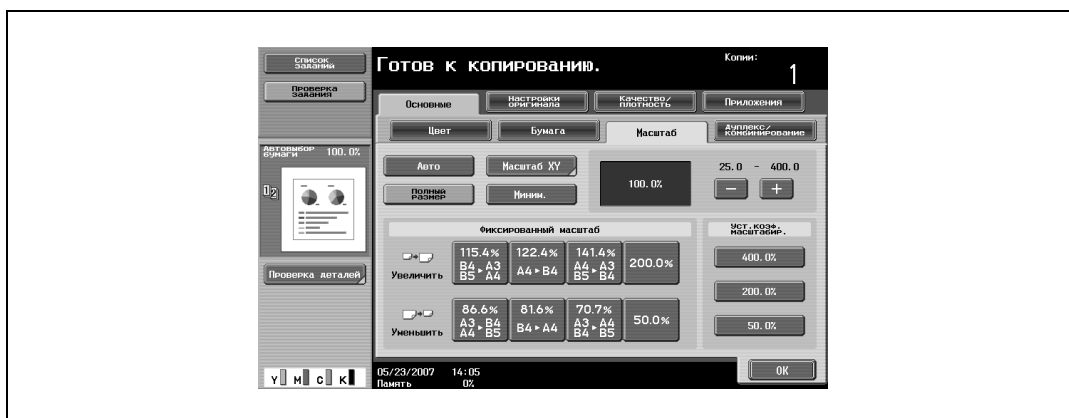 Список заданий
Готов к копированию.
Копии:
1
Проверка задания
Основные
Настройки оригинала
Качество/плотность
Приложения
Цвет
Бумага
Масштаб
Дуплекс/комбинирование
Автовыбор бумаги
100.0%
1 2
Проверка деталей
Авто
Масштаб XY
100.0%
25.0 - 400.0
Полный размер
Миним.
− +
Фиксированный масштаб
Уст.коэф. масштабир.
Увеличить
115.4% B4▸A3 B5▸A4
122.4% A4▸B4
141.4% A4▸A3 B5▸B4
200.0%
400.0%
200.0%
Уменьшить
86.6% A3▸B4 A4▸B5
81.6% B4▸A4
70.7% A3▸A4 B4▸B5
50.0%
50.0%
Y M C K
05/23/2007 14:05
Память 0%
OK